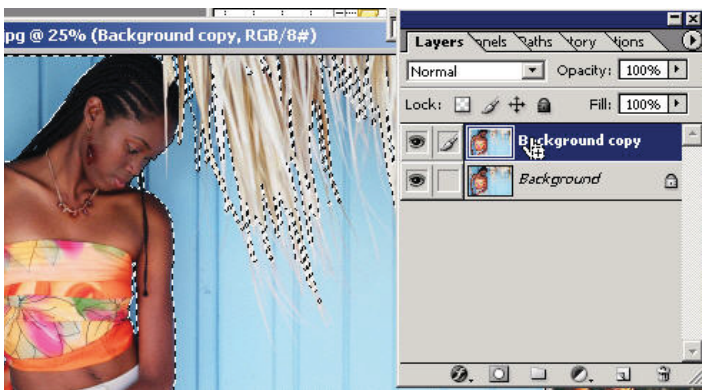 pg @ 25% (Background copy, RGB/8#)
Layers
Normal
Opacity: 100%
Lock:
Fill: 100%
Background copy
Background